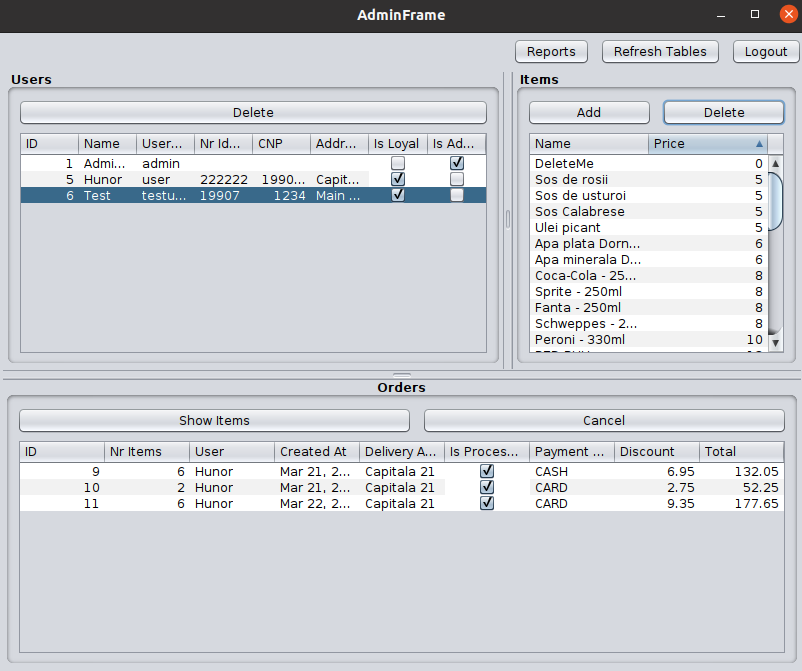 AdminFrame
Reports Refresh Tables Logout
Users
Delete
ID Name User... Nr Id... CNP Addr... Is Loyal Is Ad...
1 Admi... admin
5 Hunor user 222222 1990... Capit...
6 Test testu... 19907 1234 Main ...
Items
Add Delete
Name Price
DeleteMe 0
Sos de rosii 5
Sos de usturoi 5
Sos Calabrese 5
Ulei picant 5
Apa plata Dorn... 6
Apa minerala D... 6
Coca-Cola - 25... 8
Sprite - 250ml 8
Fanta - 250ml 8
Schweppes - 2... 8
Peroni - 330ml 10
Orders
Show Items Cancel
ID Nr Items User Created At Delivery A... Is Proces... Payment ... Discount Total
9 6 Hunor Mar 21, 2... Capitala 21 CASH 6.95 132.05
10 2 Hunor Mar 21, 2... Capitala 21 CARD 2.75 52.25
11 6 Hunor Mar 22, 2... Capitala 21 CARD 9.35 177.65